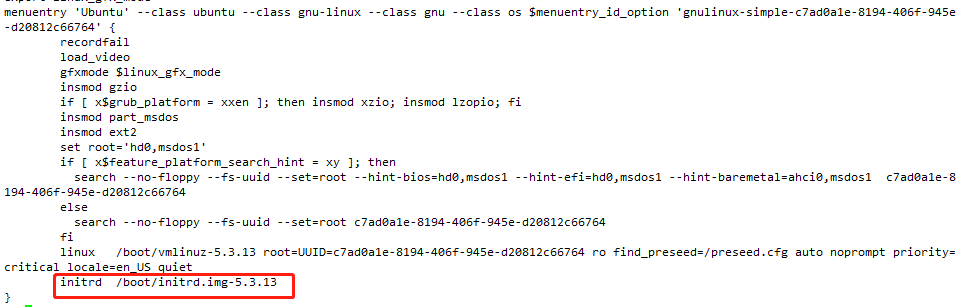 menuentry 'Ubuntu' --class ubuntu --class gnu-linux --class gnu --class os $menuentry_id_option 'gnulinux-simple-c7ad0a1e-8194-406f-945e
-d20812c66764' {
        recordfail
        load_video
        gfxmode $linux_gfx_mode
        insmod gzio
        if [ x$grub_platform = xxen ]; then insmod xzio; insmod lzopio; fi
        insmod part_msdos
        insmod ext2
        set root='hd0,msdos1'
        if [ x$feature_platform_search_hint = xy ]; then
          search --no-floppy --fs-uuid --set=root --hint-bios=hd0,msdos1 --hint-efi=hd0,msdos1 --hint-baremetal=ahci0,msdos1  c7ad0a1e-8
194-406f-945e-d20812c66764
        else
          search --no-floppy --fs-uuid --set=root c7ad0a1e-8194-406f-945e-d20812c66764
        fi
        linux   /boot/vmlinuz-5.3.13 root=UUID=c7ad0a1e-8194-406f-945e-d20812c66764 ro find_preseed=/preseed.cfg auto noprompt priority=
critical locale=en_US quiet
        initrd  /boot/initrd.img-5.3.13
}